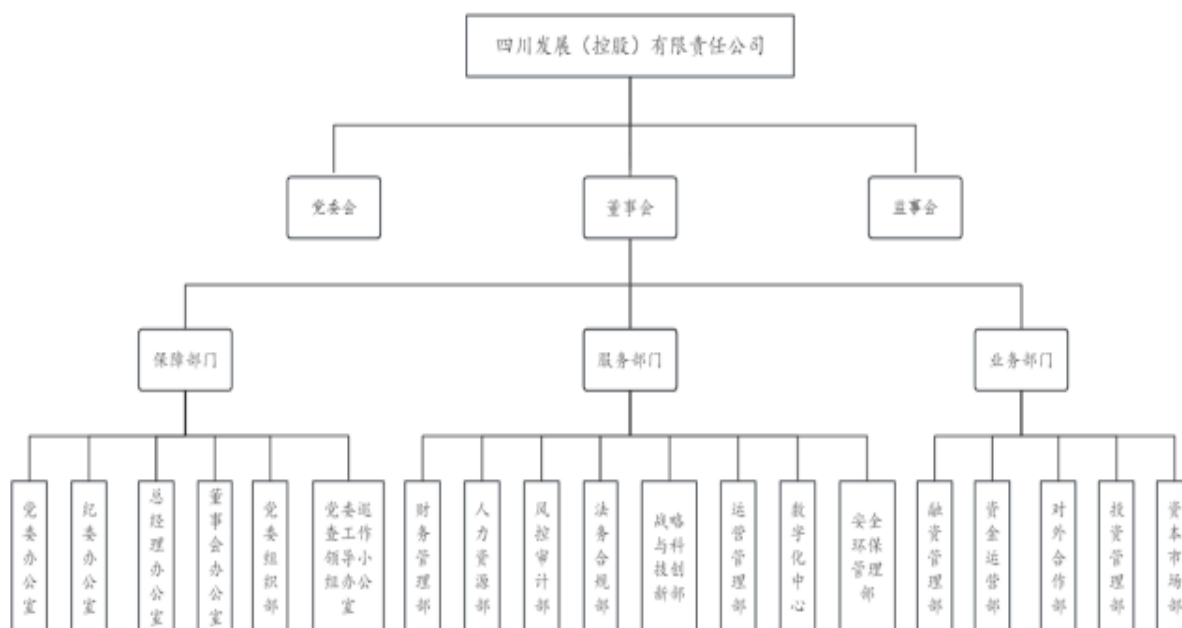 四川发展（控股）有限责任公司
党委会
董事会
监事会
保障部门
服务部门
业务部门
党委办公室
纪委办公室
总经理办公室
董事会办公室
党委组织部
党委巡查工作领导小组办公室
财务管理部
人力资源部
风控审计部
法务合规部
战略与科技创新部
运营管理部
数字化中心
安全环保管理部
融资管理部
资金运营部
对外合作部
投资管理部
资本市场部